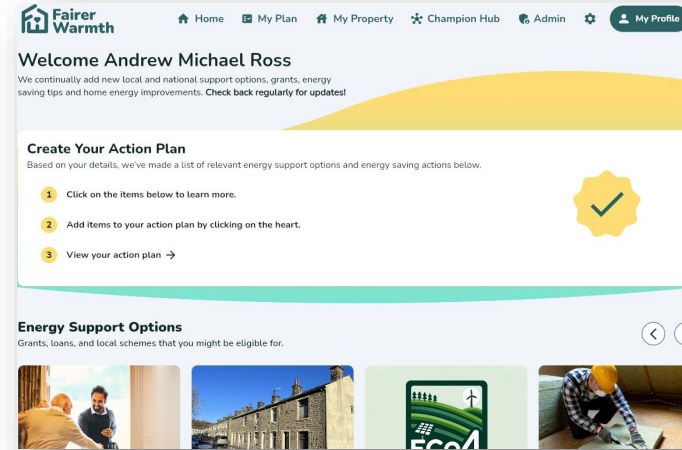 Fairer
Warmth
Home My Plan My Property Champion Hub Admin My Profile
Welcome Andrew Michael Ross
We continually add new local and national support options, grants, energy
saving tips and home energy improvements. Check back regularly for updates!
Create Your Action Plan
Based on your details, we've made a list of relevant energy support options and energy saving actions below.
1 Click on the items below to learn more.
2 Add items to your action plan by clicking on the heart.
3 View your action plan →
Energy Support Options
Grants, loans, and local schemes that you might be eligible for.
ECO4